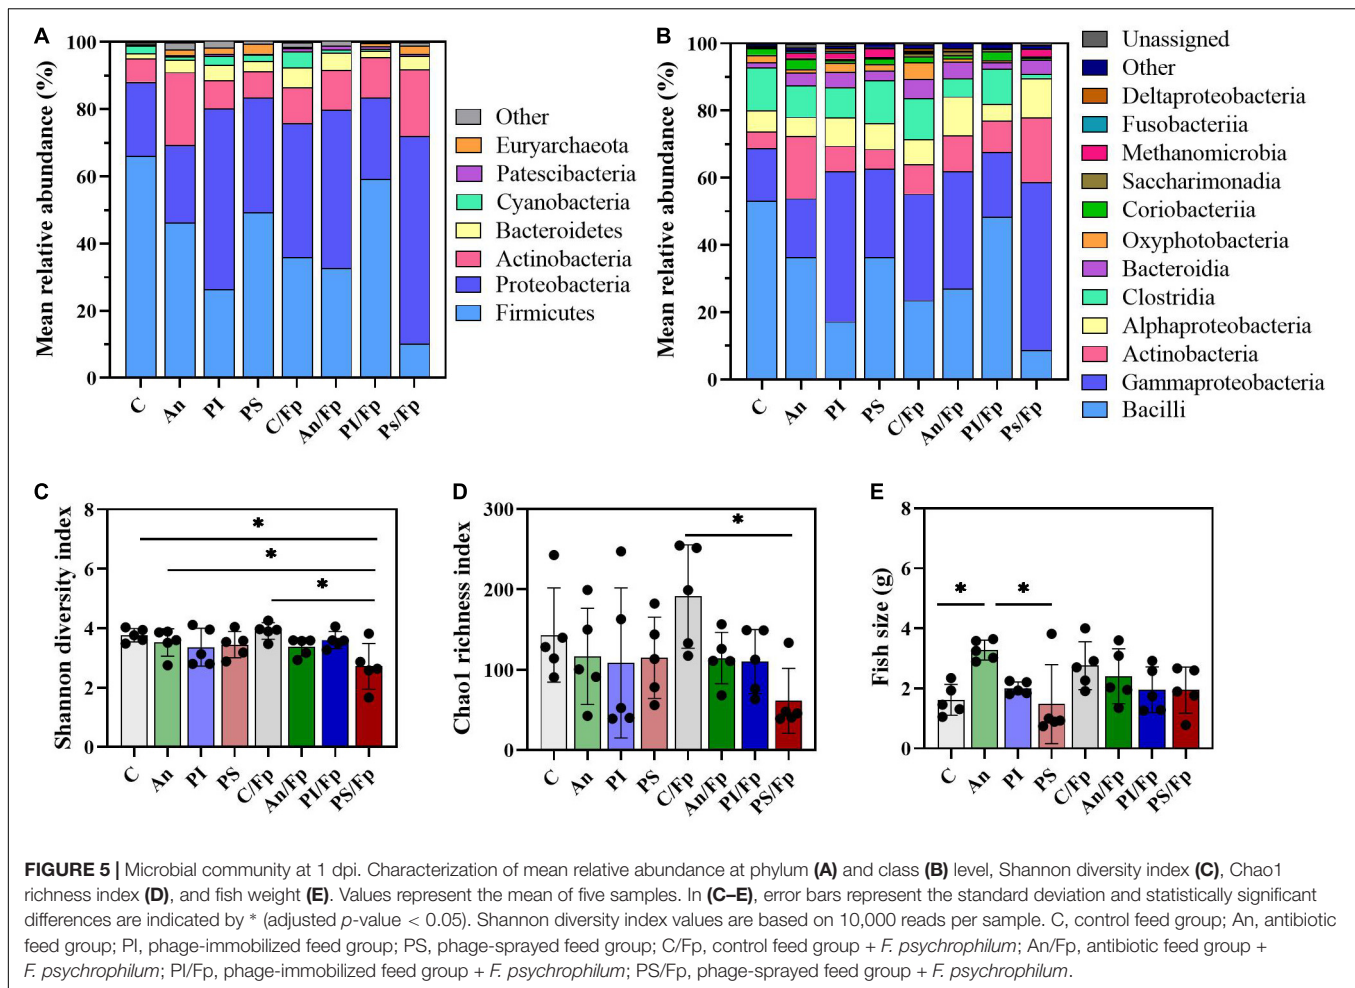 A
Mean relative abundance (%)
100
80
60
40
20
0
C
An
PI
PS
C/Fp
An/Fp
PI/Fp
Ps/Fp
Other
Euryarchaeota
Patescibacteria
Cyanobacteria
Bacteroidetes
Actinobacteria
Proteobacteria
Firmicutes
B
Mean relative abundance (%)
100
80
60
40
20
0
C
An
PI
PS
C/Fp
An/Fp
PI/Fp
Ps/Fp
Unassigned
Other
Deltaproteobacteria
Fusobacteriia
Methanomicrobia
Saccharimonadia
Coriobacteriia
Oxyphotobacteria
Bacteroidia
Clostridia
Alphaproteobacteria
Actinobacteria
Gammaproteobacteria
Bacilli
C
Shannon diversity index
8
6
4
2
0
*
*
*
C
An
PI
PS
C/Fp
An/Fp
PI/Fp
PS/Fp
D
Chao1 richness index
300
200
100
0
*
C
An
PI
PS
C/Fp
An/Fp
PI/Fp
PS/Fp
E
Fish size (g)
8
6
4
2
0
*
*
C
An
PI
PS
C/Fp
An/Fp
PI/Fp
PS/Fp
FIGURE 5 | Microbial community at 1 dpi. Characterization of mean relative abundance at phylum (A) and class (B) level, Shannon diversity index (C), Chao1
richness index (D), and fish weight (E). Values represent the mean of five samples. In (C–E), error bars represent the standard deviation and statistically significant
differences are indicated by * (adjusted p-value < 0.05). Shannon diversity index values are based on 10,000 reads per sample. C, control feed group; An, antibiotic
feed group; PI, phage-immobilized feed group; PS, phage-sprayed feed group; C/Fp, control feed group + F. psychrophilum; An/Fp, antibiotic feed group +
F. psychrophilum; PI/Fp, phage-immobilized feed group + F. psychrophilum; PS/Fp, phage-sprayed feed group + F. psychrophilum.